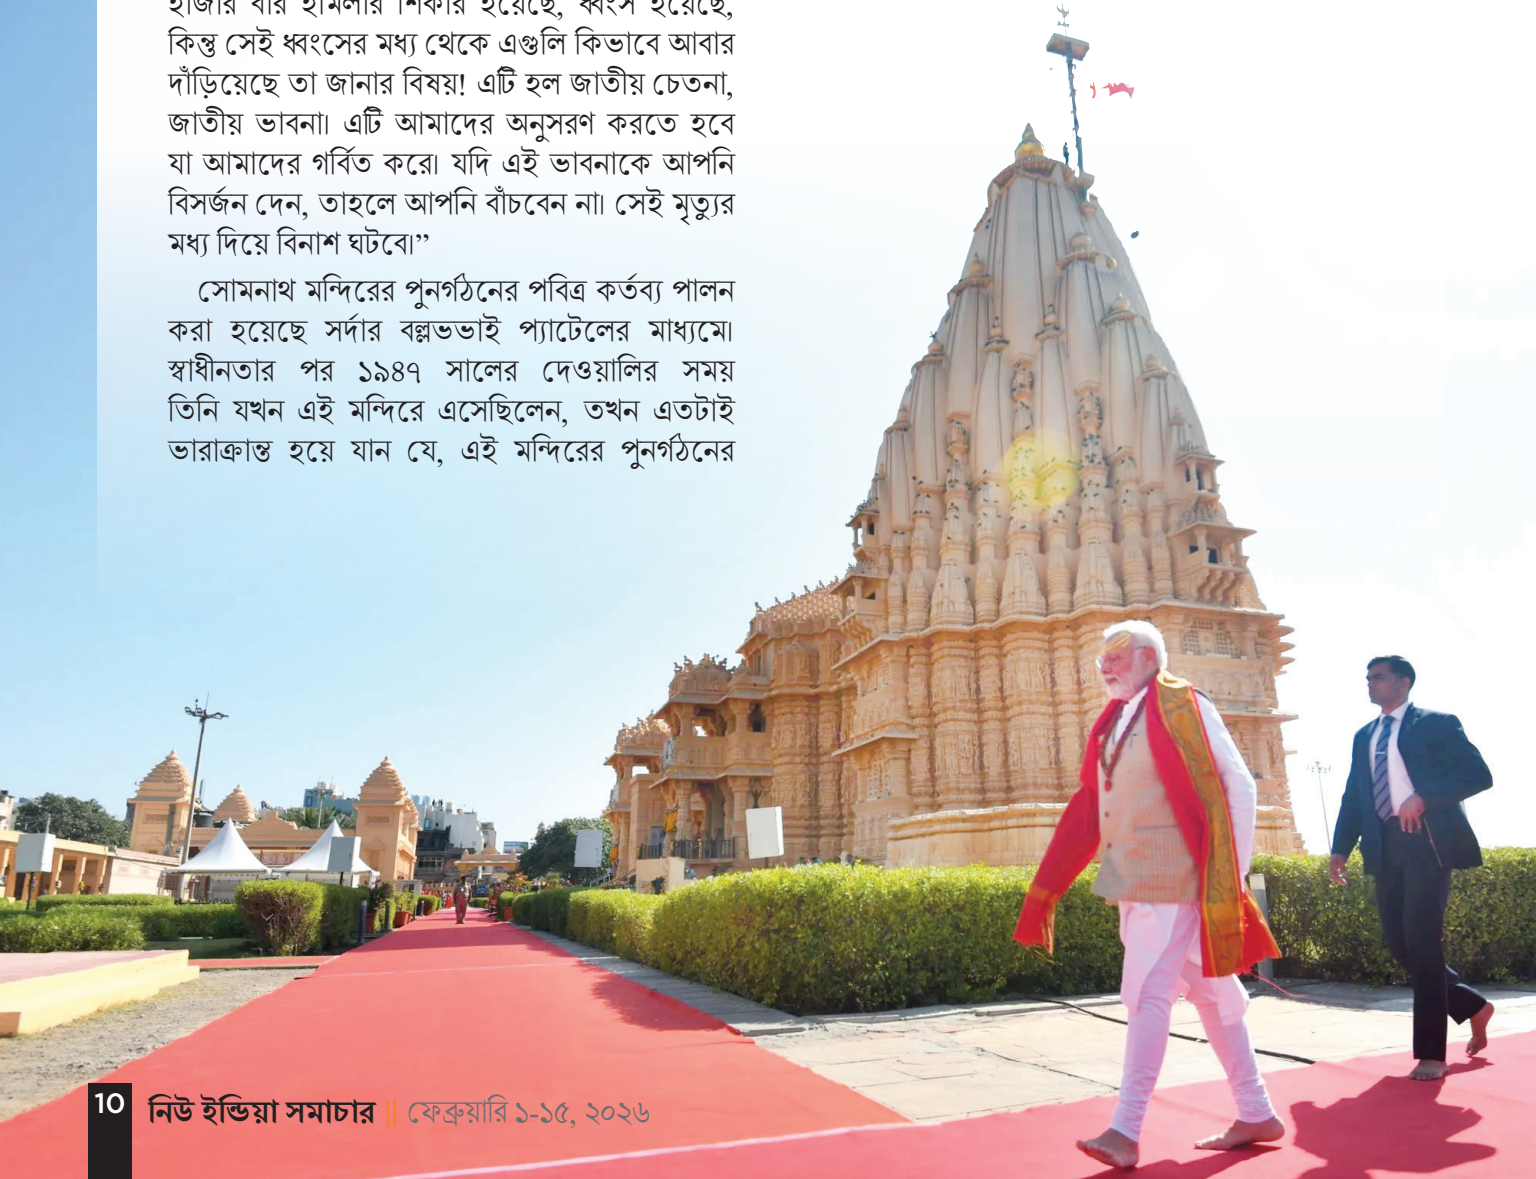 হাজার বার হামলার শিকার হয়েছে, ধ্বংস হয়েছে,
কিন্তু সেই ধ্বংসের মধ্য থেকে এগুলি কিভাবে আবার
দাঁড়িয়েছে তা জানার বিষয়! এটি হল জাতীয় চেতনা,
জাতীয় ভাবনা। এটি আমাদের অনুসরণ করতে হবে
যা আমাদের গর্বিত করে। যদি এই ভাবনাকে আপনি
বিসর্জন দেন, তাহলে আপনি বাঁচবেন না। সেই মৃত্যুর
মধ্য দিয়ে বিনাশ ঘটবে।”
সোমনাথ মন্দিরের পুনর্গঠনের পবিত্র কর্তব্য পালন
করা হয়েছে সর্দার বল্লভভাই প্যাটেলের মাধ্যমে।
স্বাধীনতার পর ১৯৪৭ সালের দেওয়ালির সময়
তিনি যখন এই মন্দিরে এসেছিলেন, তখন এতটাই
ভারাক্রান্ত হয়ে যান যে, এই মন্দিরের পুনর্গঠনের
10 নিউ ইন্ডিয়া সমাচার || ফেব্রুয়ারি ১-১৫, ২০২৬